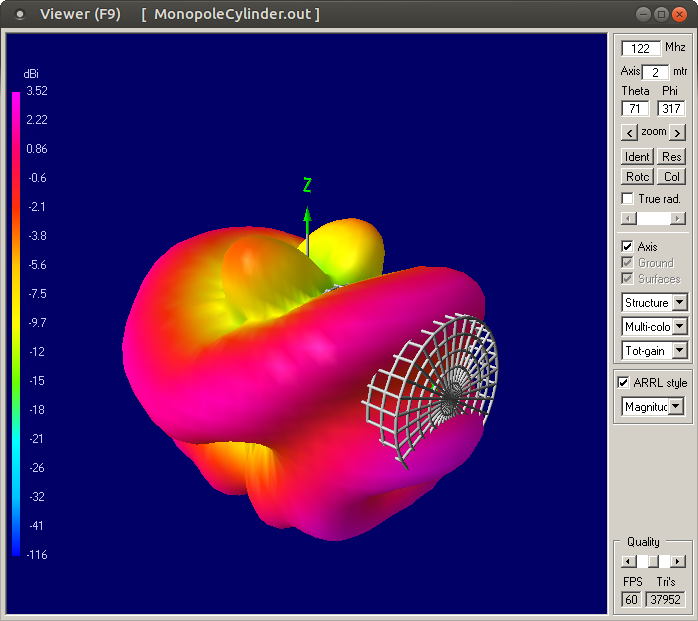 Viewer (F9) [ MonopoleCylinder.out ]
dBi
3.52
2.22
0.86
-0.6
-2.1
-3.8
-5.6
-7.5
-9.7
-12
-15
-18
-21
-26
-32
-41
-116
Z
122 Mhz
Axis 2 mtr
Theta Phi
71 317
< zoom >
Ident Res
Rotc Col
True rad.
Axis
Ground
Surfaces
Structure
Multi-colo
Tot-gain
ARRL style
Magnituc
Quality
FPS Tri's
60 37952